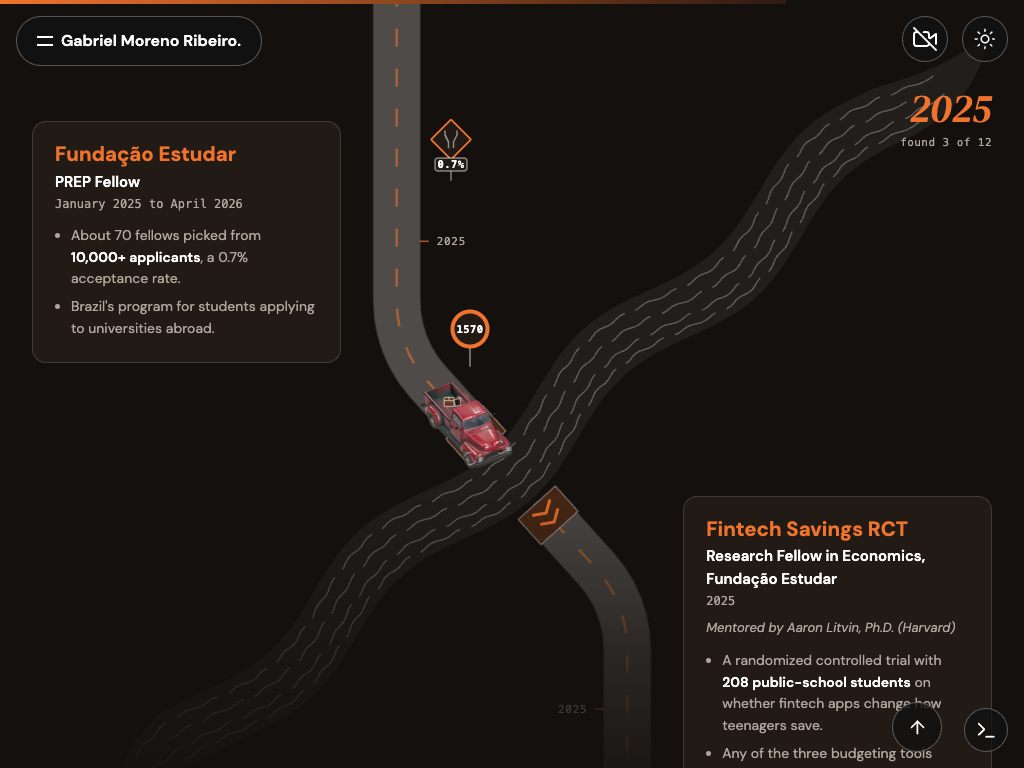 Gabriel Moreno Ribeiro.
2025
found 3 of 12
Fundação Estudar
PREP Fellow
January 2025 to April 2026
About 70 fellows picked from
10,000+ applicants, a 0.7%
acceptance rate.
Brazil's program for students applying
to universities abroad.
0.7%
2025
1570
Fintech Savings RCT
Research Fellow in Economics,
Fundação Estudar
2025
Mentored by Aaron Litvin, Ph.D. (Harvard)
A randomized controlled trial with
208 public-school students on
whether fintech apps change how
teenagers save.
Any of the three budgeting tools
2025